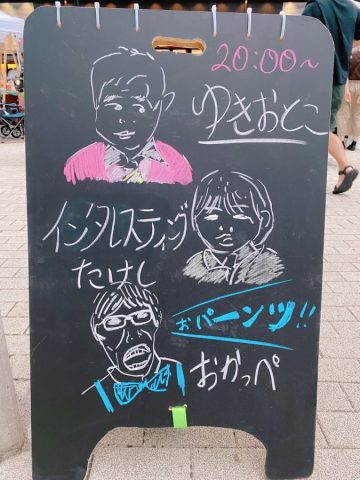 20:00〜
ゆきおとこ
インタレスティング
たけし
おパーンツ!!
おかっぺ